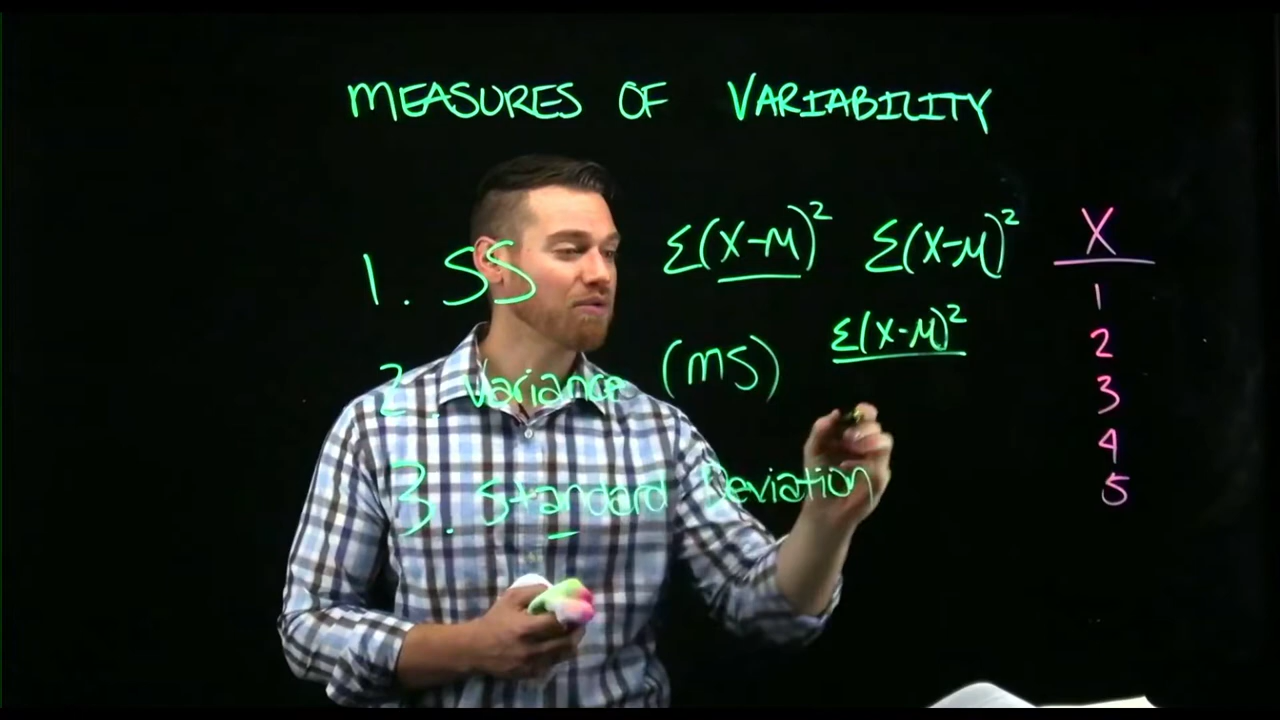 MEASURES OF VARIABILITY
1. SS Σ(X-μ)² Σ(X-μ)²
2. Variance (MS) Σ(X-μ)²
3. Standard Deviation
X
1
2
3
4
5